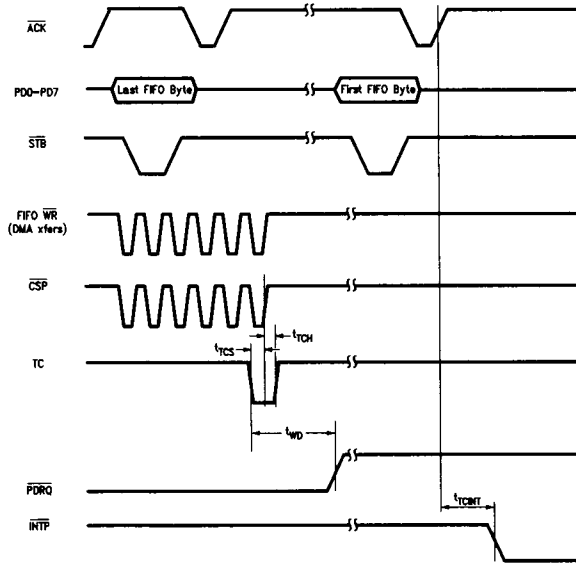 ACK
PD0-PD7
Last FIFO Byte
First FIFO Byte
STB
FIFO WR
(DMA xfers)
CSP
tTCH
tTCS
TC
tWD
PDRQ
tTCINT
INTP